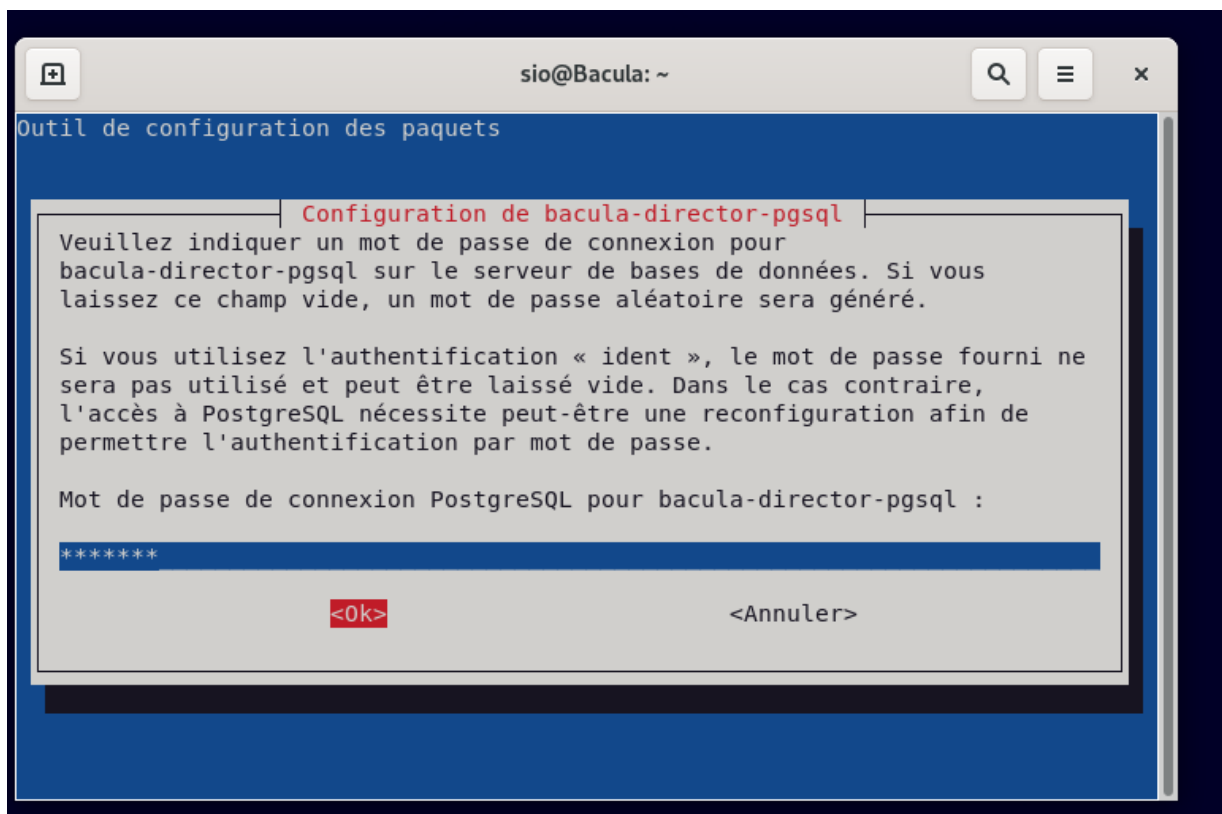 sio@Bacula: ~
Outil de configuration des paquets
Configuration de bacula-director-pgsql
Veuillez indiquer un mot de passe de connexion pour
bacula-director-pgsql sur le serveur de bases de données. Si vous
laissez ce champ vide, un mot de passe aléatoire sera généré.
Si vous utilisez l'authentification « ident », le mot de passe fourni ne
sera pas utilisé et peut être laissé vide. Dans le cas contraire,
l'accès à PostgreSQL nécessite peut-être une reconfiguration afin de
permettre l'authentification par mot de passe.
Mot de passe de connexion PostgreSQL pour bacula-director-pgsql :
*******
<Ok> <Annuler>